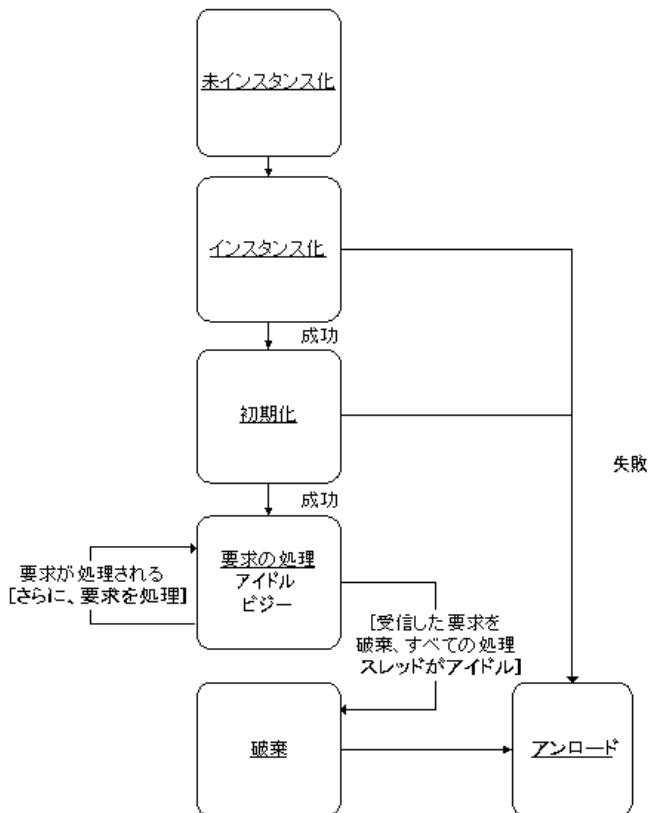 未インスタンス化
インスタンス化
成功
初期化
失敗
成功
要求が処理される
[さらに、要求を処理]
要求の処理
アイドル
ビジー
[受信した要求を
破棄、すべての処理
スレッドがアイドル]
破棄
アンロード